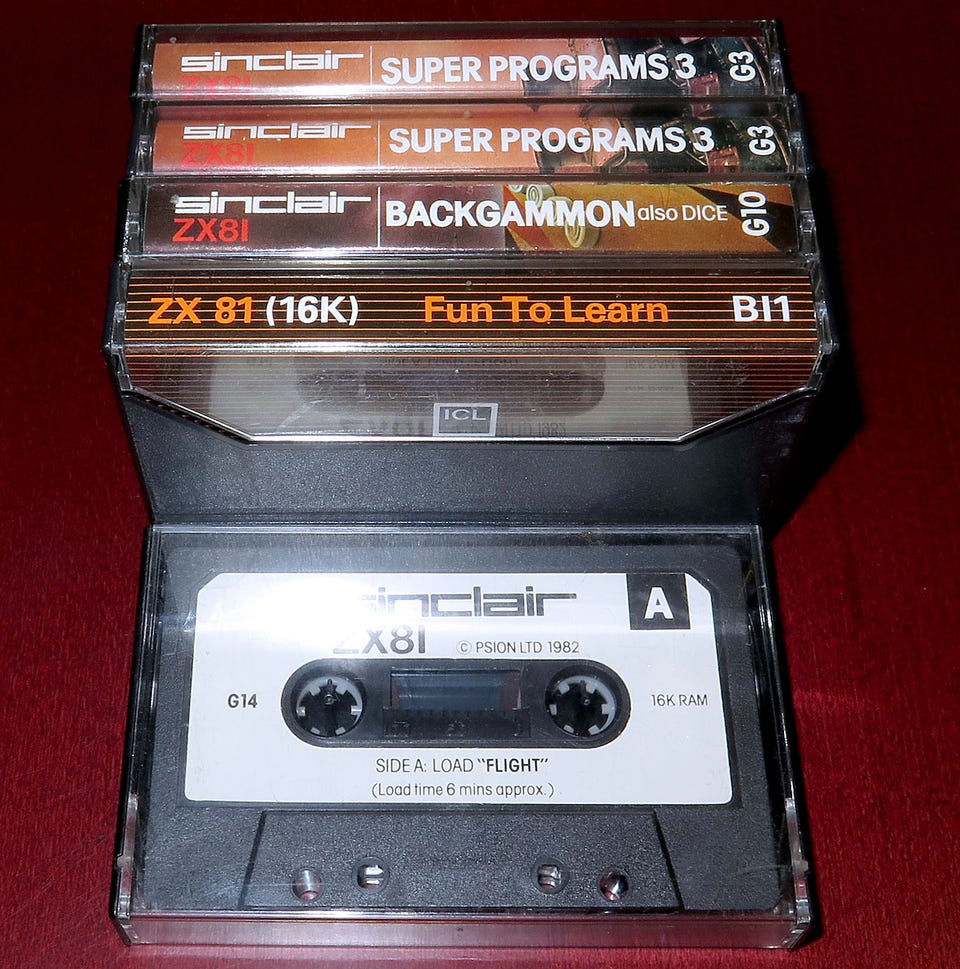 sinclair SUPER PROGRAMS 3 G3
ZX81
sinclair SUPER PROGRAMS 3 G3
ZX81
sinclair BACKGAMMON also DICE G10
ZX81
ZX 81 (16K) Fun To Learn BI1
ICL
sinclair A
ZX81 © PSION LTD 1982
G14 16K RAM
SIDE A: LOAD "FLIGHT"
(Load time 6 mins approx.)